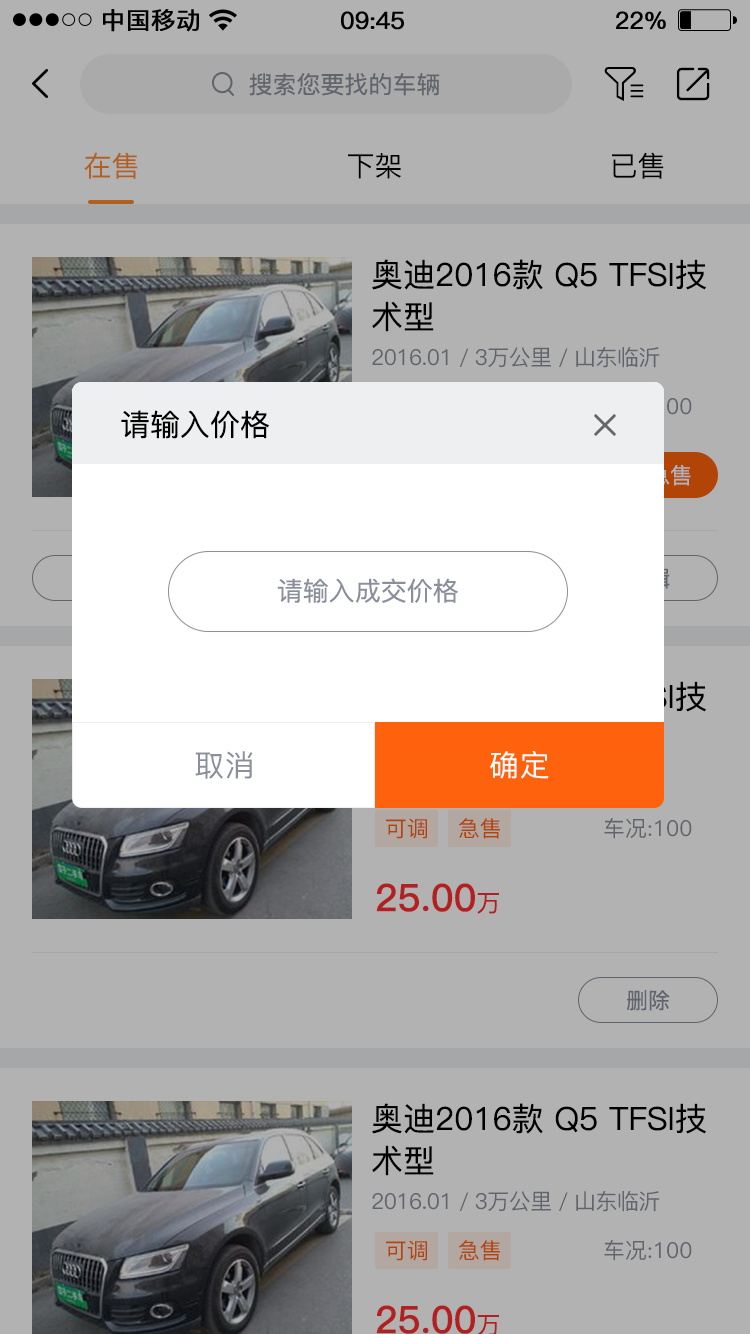 中国移动
09:45
22%
搜索您要找的车辆
在售
下架
已售
奥迪2016款 Q5 TFSI技
术型
2016.01 / 3万公里 / 山东临沂
00
急售
请输入价格
请输入成交价格
取消
确定
SI技
可调
急售
车况:100
25.00万
删除
奥迪2016款 Q5 TFSI技
术型
2016.01 / 3万公里 / 山东临沂
可调
急售
车况:100
25.00万